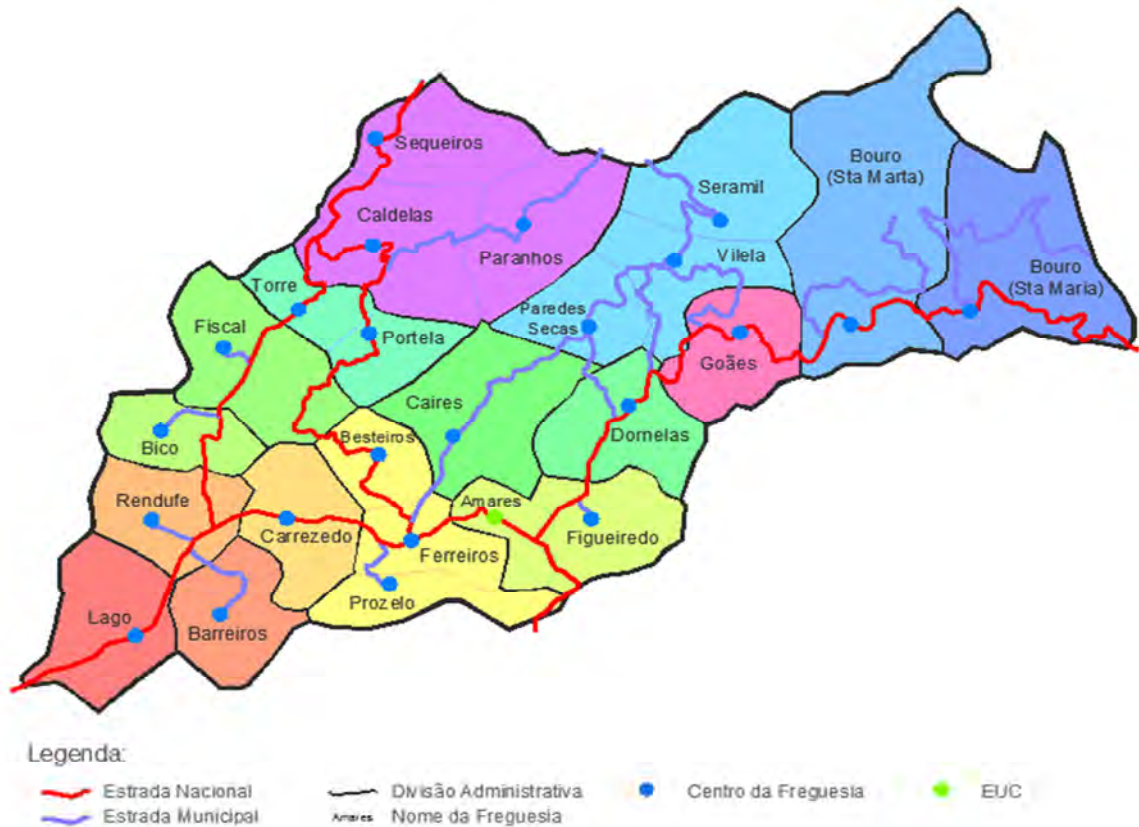 Sequeiros
Bouro
(Sta Marta)
Seramil
Caldelas
Paranhos
Vilela
Bouro
(Sta Maria)
Torre
Fiscal
Portela
Paredes
Secas
Goães
Caires
Dornelas
Bico
Besteiros
Rendufe
Amares
Carrezedo
Figueiredo
Ferreiros
Prozelo
Lago
Barreiros
Legenda:
Estrada Nacional
Divisão Administrativa
Centro da Freguesia
EUC
Estrada Municipal
Amares
Nome da Freguesia